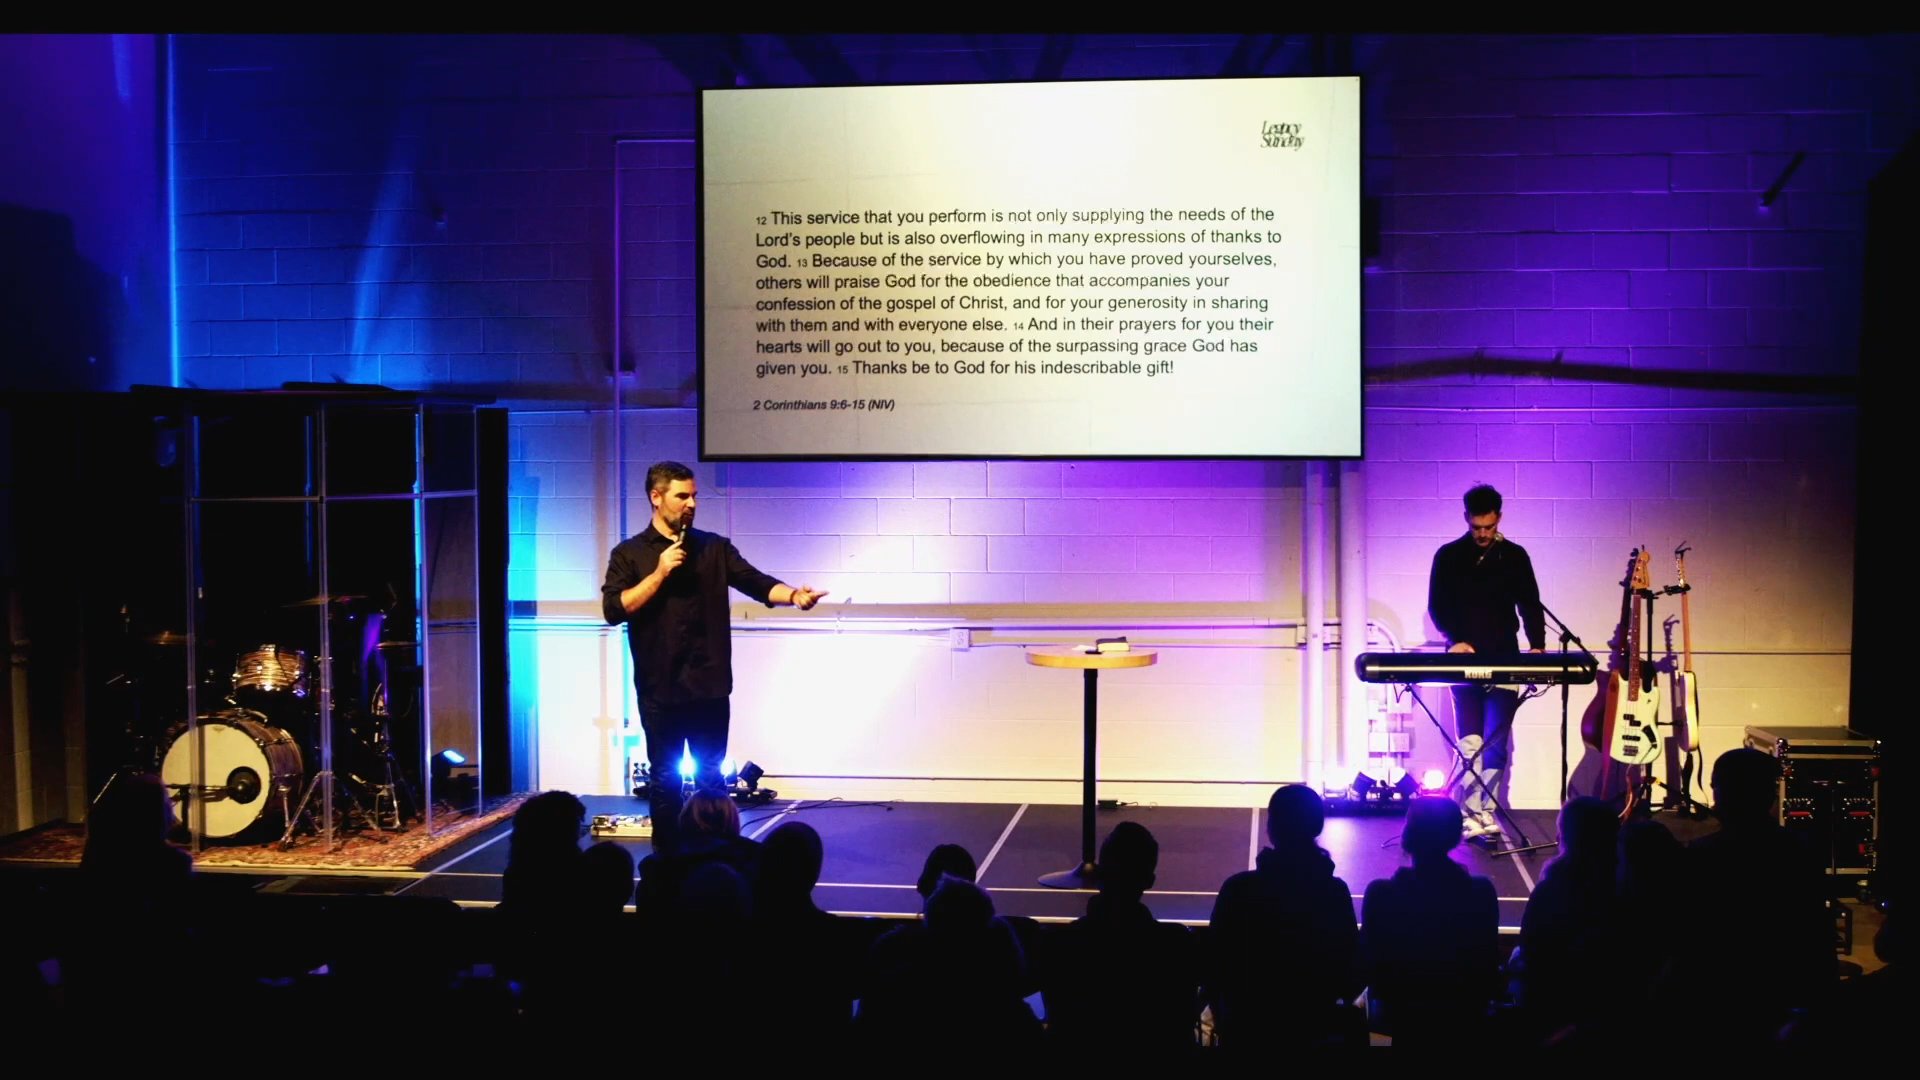 Legacy
Sunday
12 This service that you perform is not only supplying the needs of the
Lord's people but is also overflowing in many expressions of thanks to
God. 13 Because of the service by which you have proved yourselves,
others will praise God for the obedience that accompanies your
confession of the gospel of Christ, and for your generosity in sharing
with them and with everyone else. 14 And in their prayers for you their
hearts will go out to you, because of the surpassing grace God has
given you. 15 Thanks be to God for his indescribable gift!
2 Corinthians 9:6-15 (NIV)
KORG